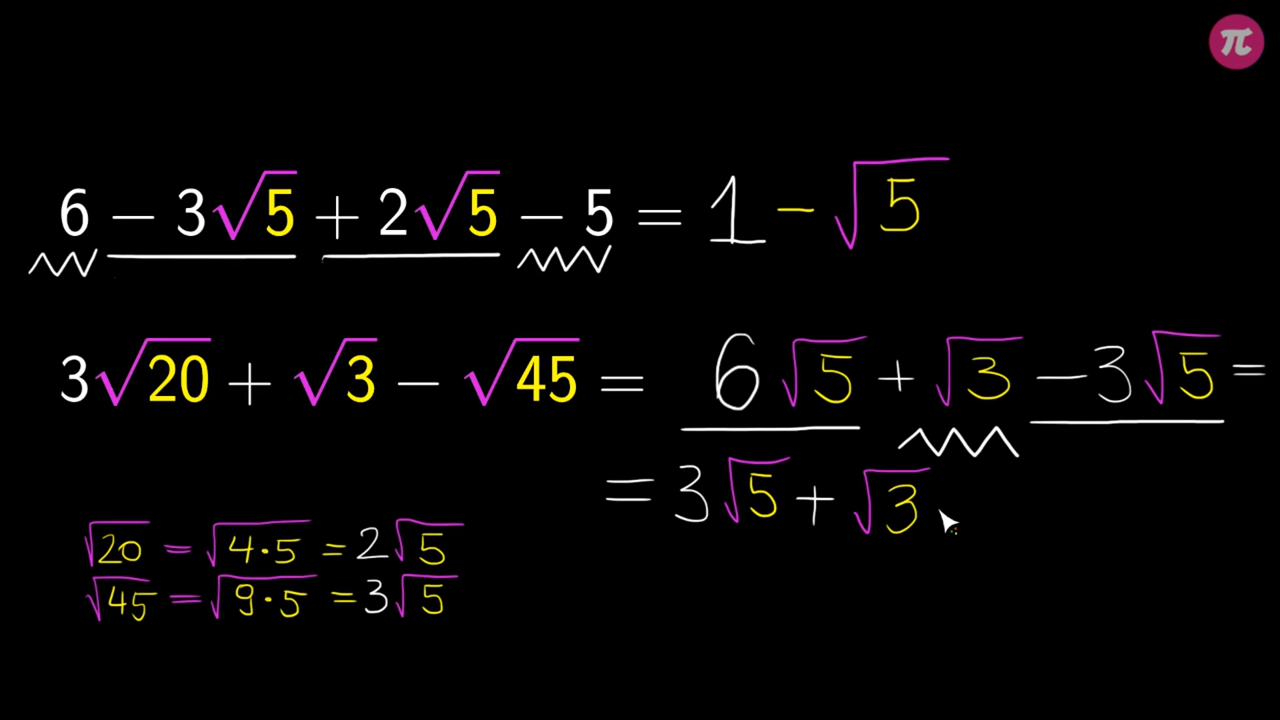 π
6 − 3√5 + 2√5 − 5 = 1 − √5
3√20 + √3 − √45 = 6√5 + √3 − 3√5 =
= 3√5 + √3
√20 = √4·5 = 2√5
√45 = √9·5 = 3√5